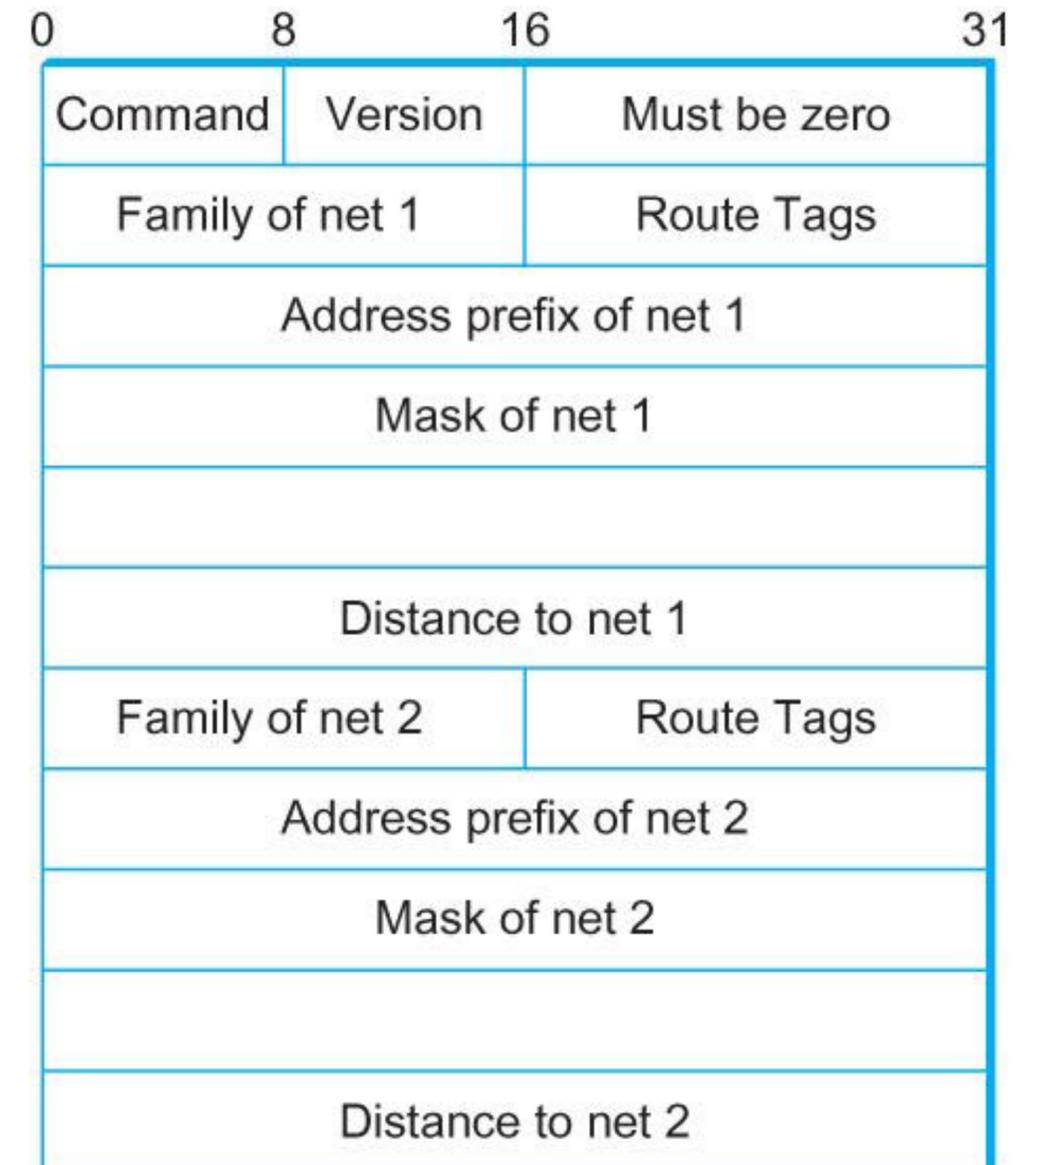 0 8 16 31
Command Version Must be zero
Family of net 1 Route Tags
Address prefix of net 1
Mask of net 1
Distance to net 1
Family of net 2 Route Tags
Address prefix of net 2
Mask of net 2
Distance to net 2